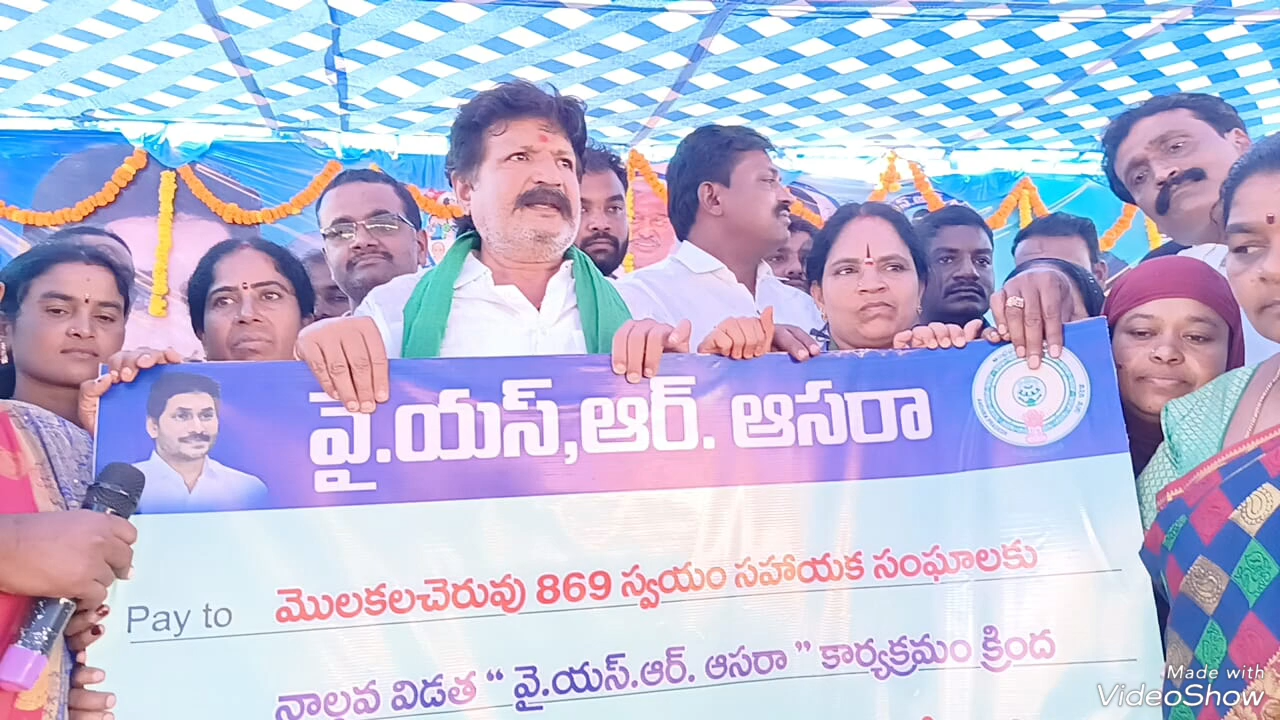 వై.యస్,ఆర్. ఆసరా
Pay to మొలకలచెరువు 869 స్వయం సహాయక సంఘాలకు
నాల్గవ విడత “ వై.యస్.ఆర్. ఆసరా ” కార్యక్రమం క్రింద
Made with
VideoShow